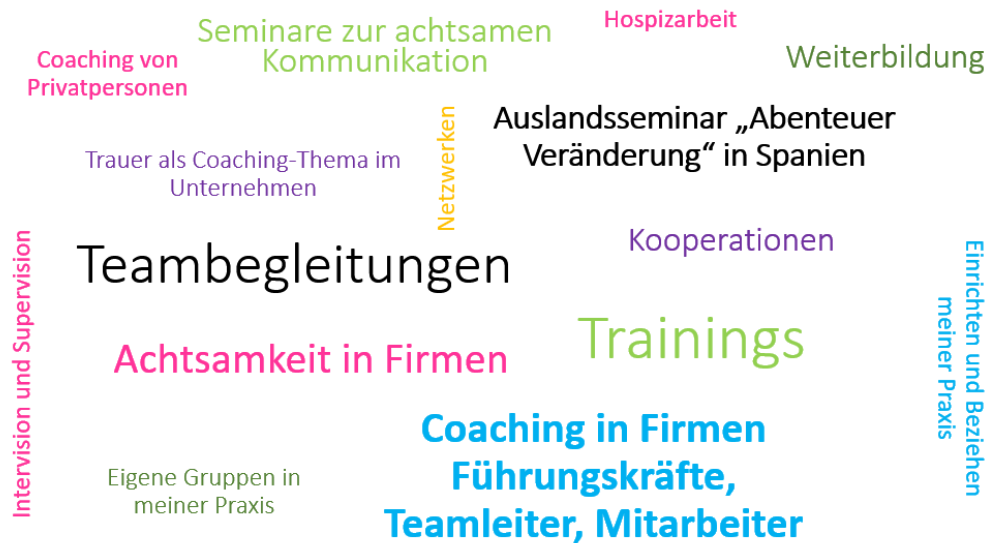 Hospizarbeit
Seminare zur achtsamen
Kommunikation
Weiterbildung
Coaching von
Privatpersonen
Netzwerken
Auslandsseminar „Abenteuer
Veränderung“ in Spanien
Trauer als Coaching-Thema im
Unternehmen
Kooperationen
Teambegleitungen
Intervision und Supervision
Einrichten und Beziehen
meiner Praxis
Trainings
Achtsamkeit in Firmen
Coaching in Firmen
Führungskräfte,
Teamleiter, Mitarbeiter
Eigene Gruppen in
meiner Praxis